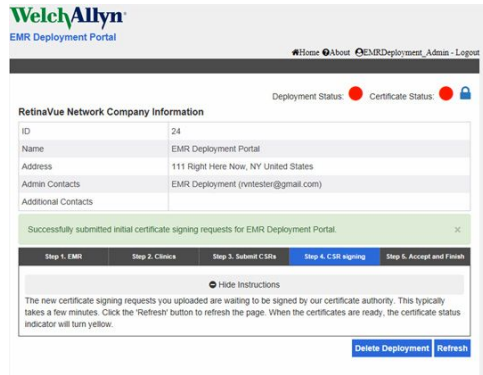 WelchAllyn®
EMR Deployment Portal
Home About EMRDeployment_Admin - Logout
Deployment Status: Certificate Status:
RetinaVue Network Company Information
ID 24
Name EMR Deployment Portal
Address 111 Right Here Now, NY United States
Admin Contacts EMR Deployment (rvntester@gmail.com)
Additional Contacts
Successfully submitted initial certificate signing requests for EMR Deployment Portal. ×
Step 1. EMR Step 2. Clinics Step 3. Submit CSRs Step 4. CSR signing Step 5. Accept and Finish
Hide Instructions
The new certificate signing requests you uploaded are waiting to be signed by our certificate authority. This typically
takes a few minutes. Click the 'Refresh' button to refresh the page. When the certificates are ready, the certificate status
indicator will turn yellow.
Delete Deployment Refresh